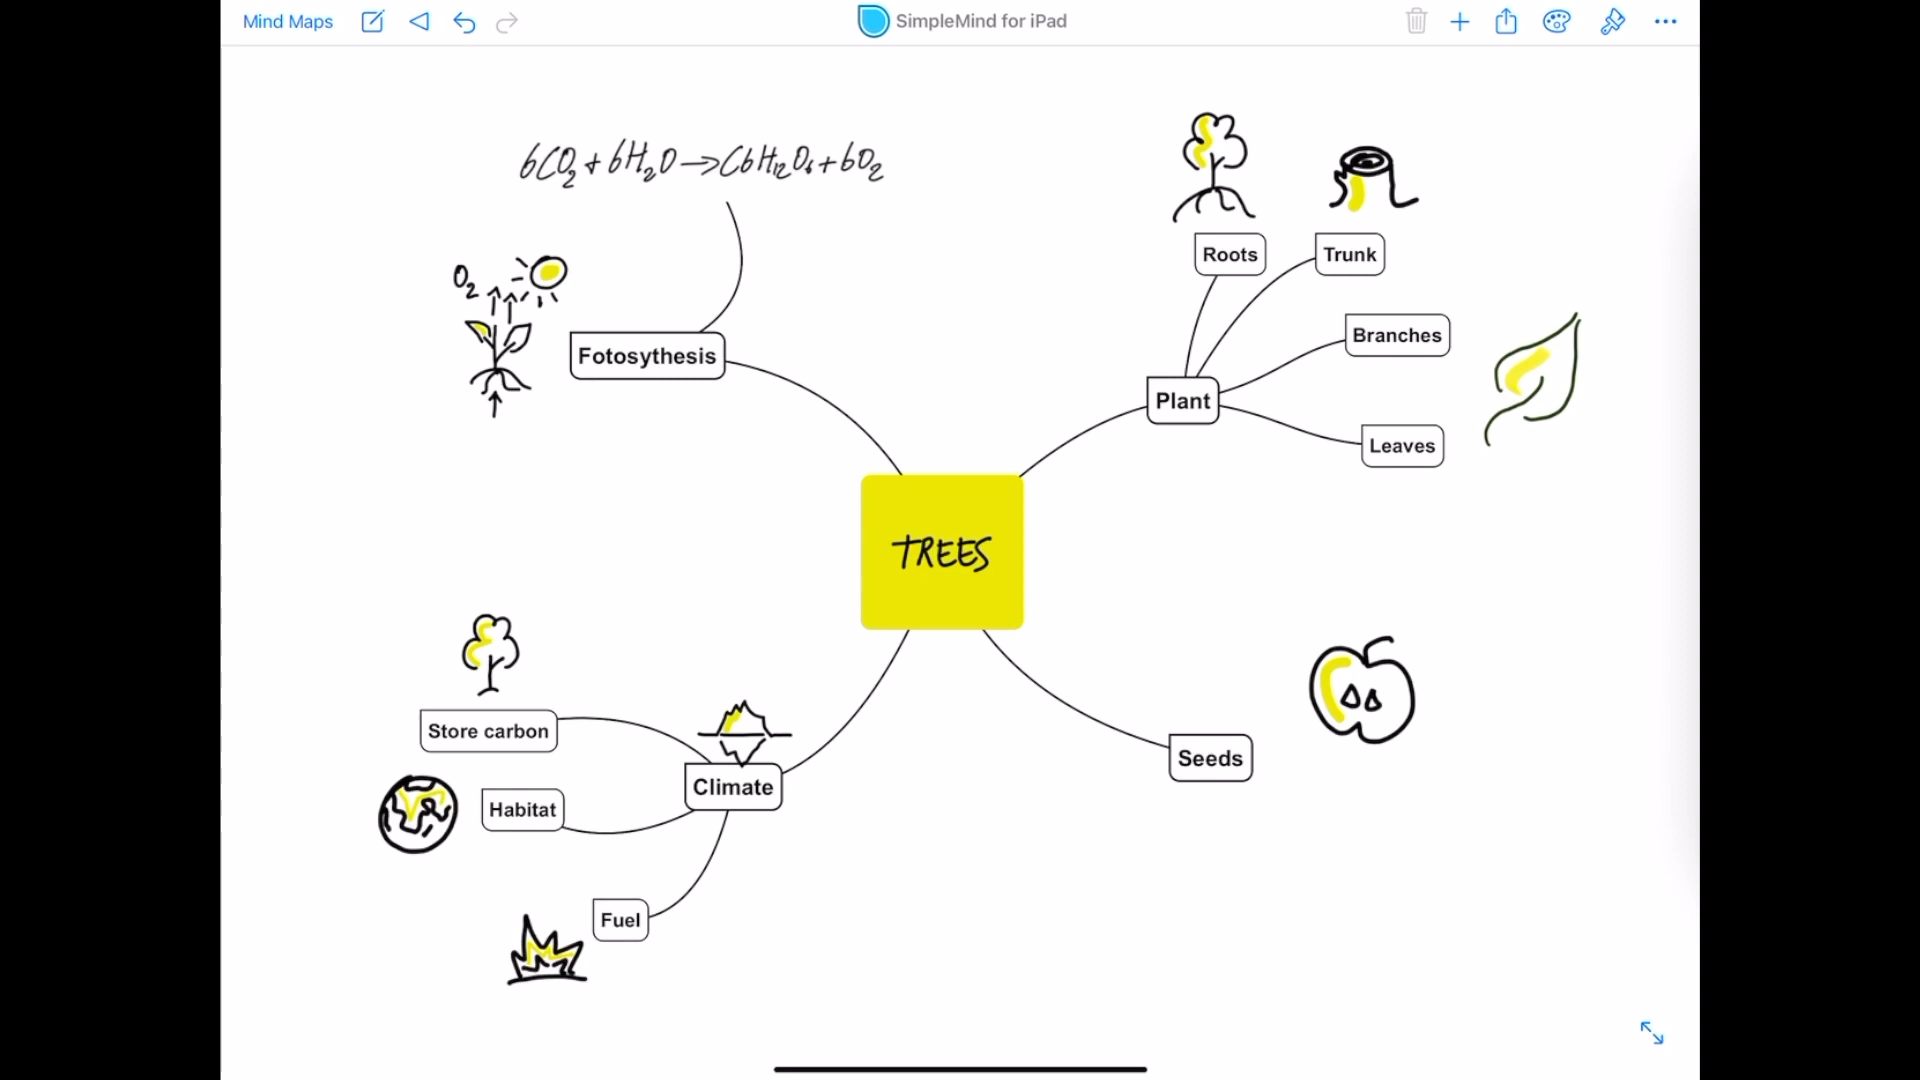 Mind Maps
SimpleMind for iPad
6CO₂+6H₂O→C6H₁₂O₆+6O₂
O₂
Fotosythesis
Roots
Trunk
Branches
Plant
Leaves
TREES
Store carbon
Climate
Habitat
Fuel
Seeds